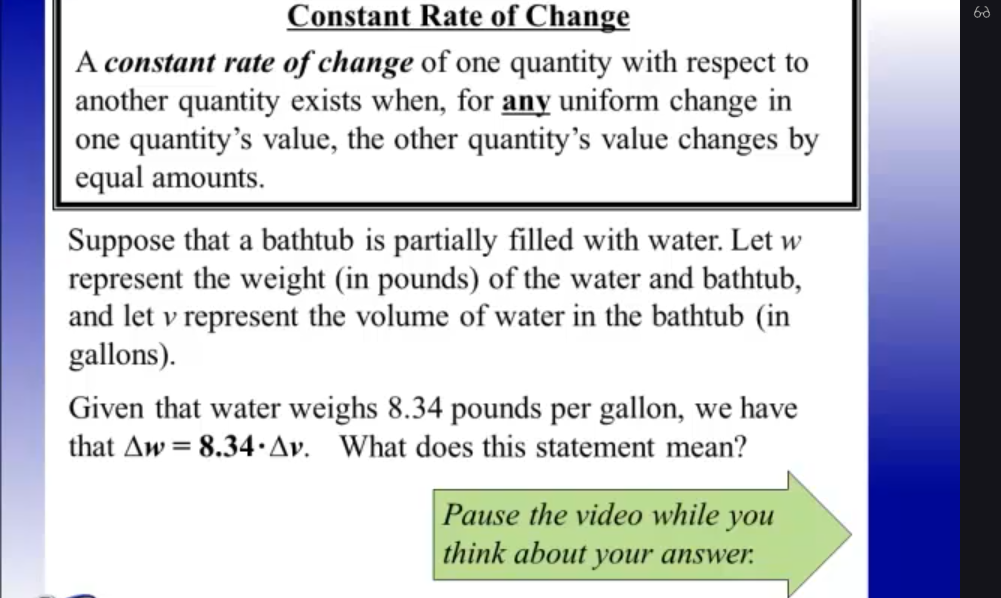 Constant Rate of Change
A constant rate of change of one quantity with respect to
another quantity exists when, for any uniform change in
one quantity’s value, the other quantity’s value changes by
equal amounts.
Suppose that a bathtub is partially filled with water. Let w
represent the weight (in pounds) of the water and bathtub,
and let v represent the volume of water in the bathtub (in
gallons).
Given that water weighs 8.34 pounds per gallon, we have
that Δw = 8.34·Δv. What does this statement mean?
Pause the video while you
think about your answer.